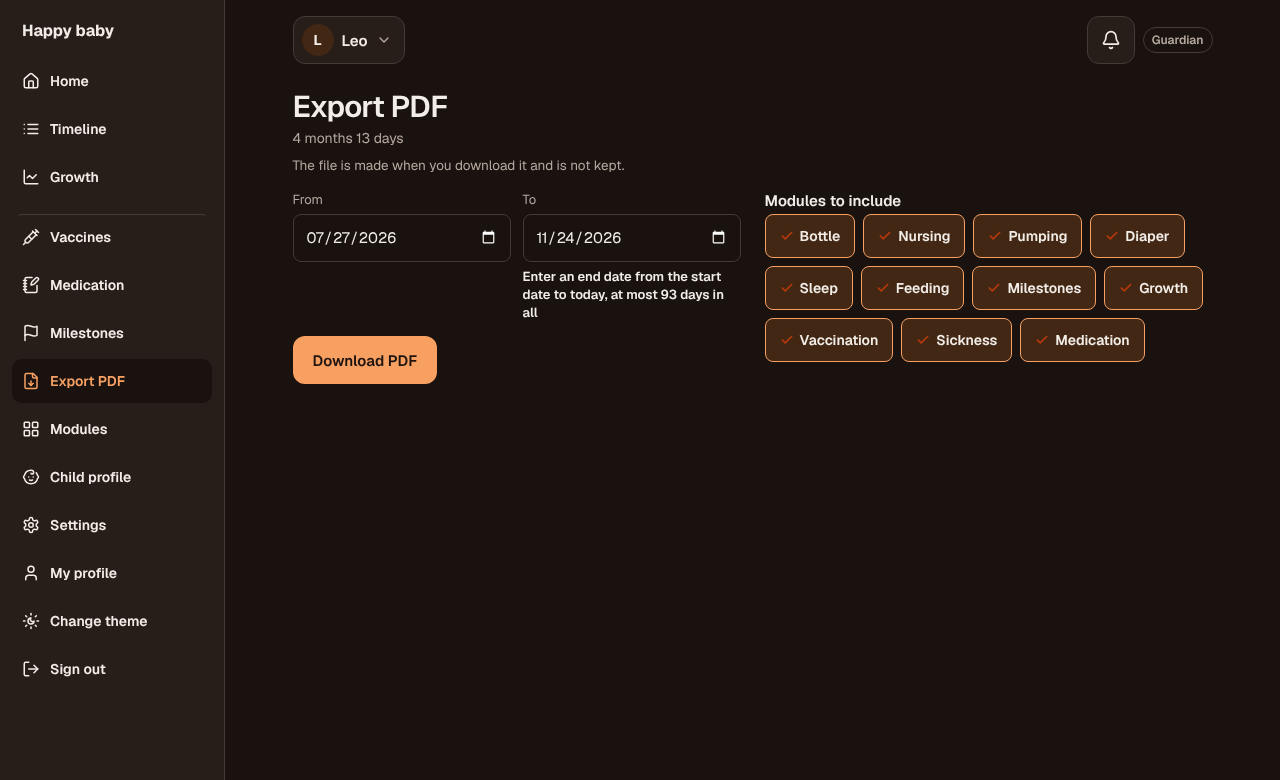 Happy baby
Home
Timeline
Growth
Vaccines
Medication
Milestones
Export PDF
Modules
Child profile
Settings
My profile
Change theme
Sign out
L Leo
Guardian
Export PDF
4 months 13 days
The file is made when you download it and is not kept.
From
07/27/2026
To
11/24/2026
Enter an end date from the start
date to today, at most 93 days in
all
Download PDF
Modules to include
Bottle Nursing Pumping Diaper
Sleep Feeding Milestones Growth
Vaccination Sickness Medication